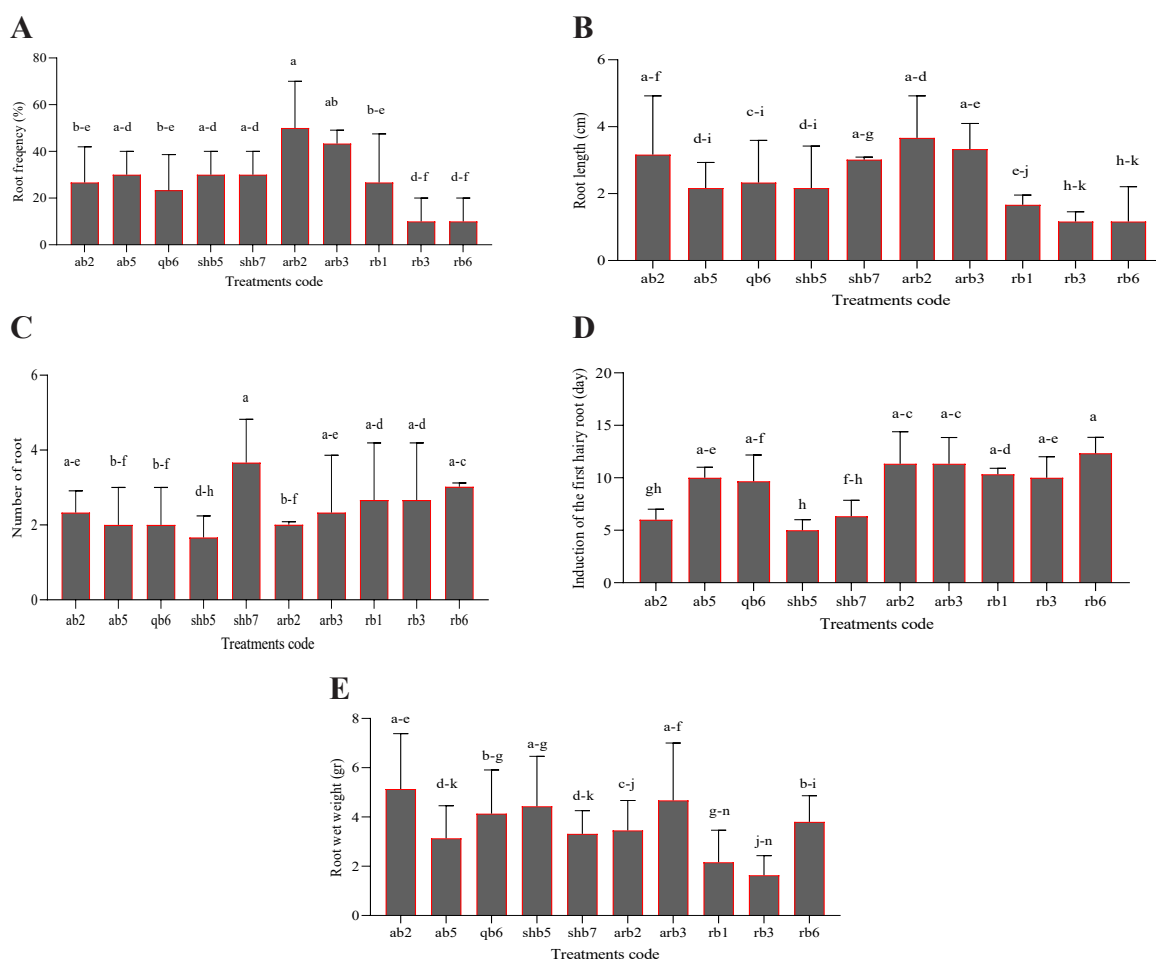 A
Root freqency (%)
80
60
40
20
0
b-e
a-d
b-e
a-d
a-d
a
ab
b-e
d-f
d-f
ab2 ab5 qb6 shb5 shb7 arb2 arb3 rb1 rb3 rb6
Treatments code
B
Root length (cm)
6
4
2
0
a-f
d-i
c-i
d-i
a-g
a-d
a-e
e-j
h-k
h-k
ab2 ab5 qb6 shb5 shb7 arb2 arb3 rb1 rb3 rb6
Treatments code
C
Number of root
6
4
2
0
a-e
b-f
b-f
d-h
a
b-f
a-e
a-d
a-d
a-c
ab2 ab5 qb6 shb5 shb7 arb2 arb3 rb1 rb3 rb6
Treatments code
D
Induction of the first hairy root (day)
20
15
10
5
0
gh
a-e
a-f
h
f-h
a-c
a-c
a-d
a-e
a
ab2 ab5 qb6 shb5 shb7 arb2 arb3 rb1 rb3 rb6
Treatments code
E
Root wet weight (gr)
8
6
4
2
0
a-e
d-k
b-g
a-g
d-k
c-j
a-f
g-n
j-n
b-i
ab2 ab5 qb6 shb5 shb7 arb2 arb3 rb1 rb3 rb6
Treatments code